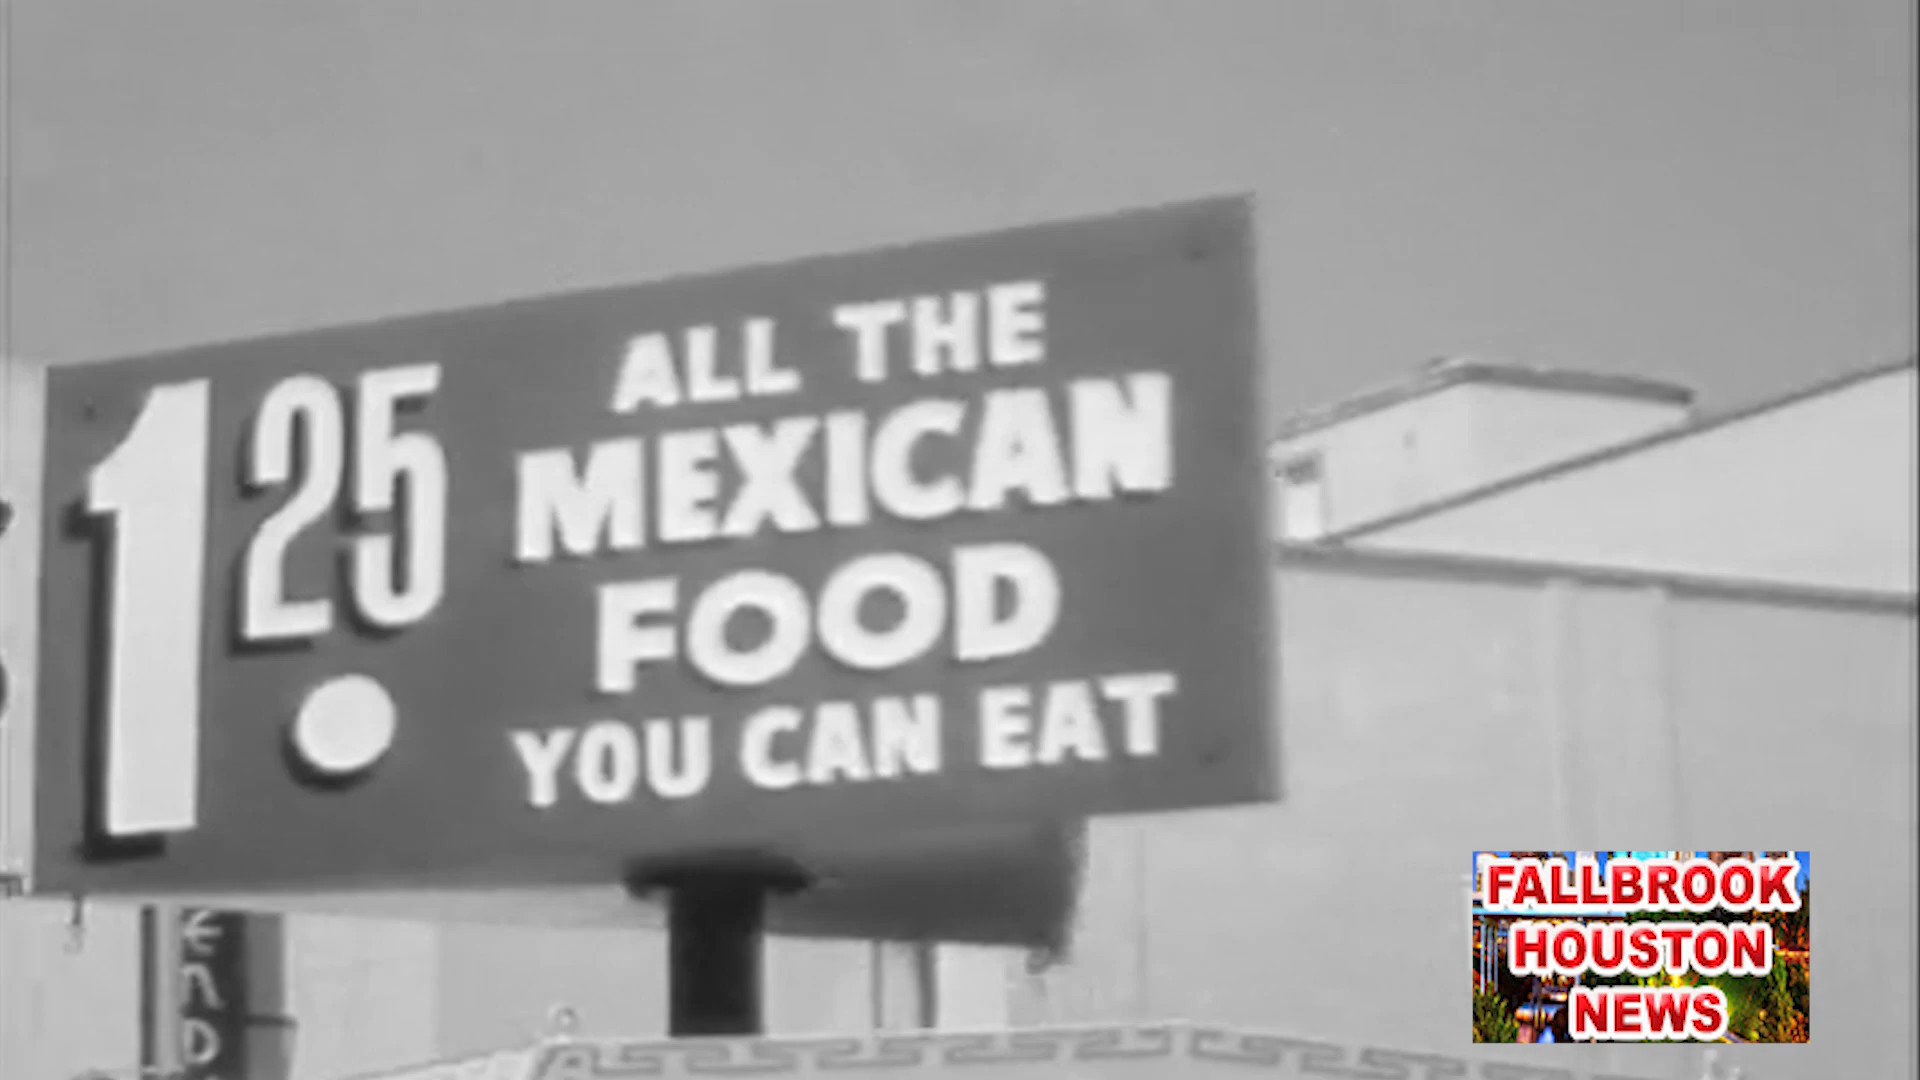 1.25
ALL THE
MEXICAN
FOOD
YOU CAN EAT
FALLBROOK
HOUSTON
NEWS